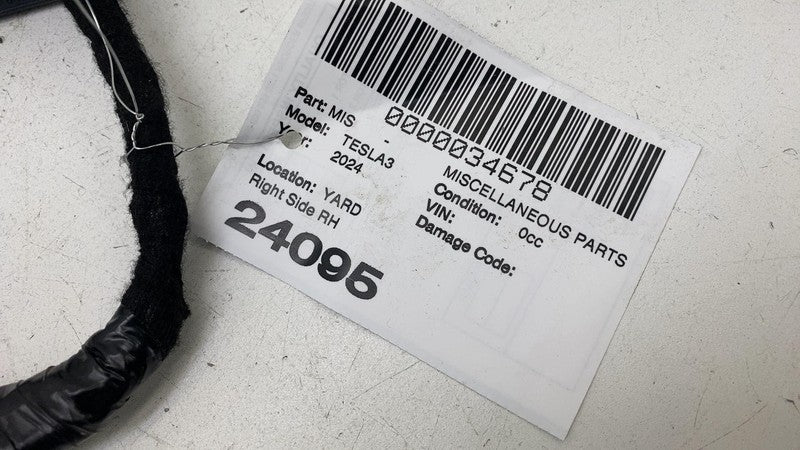 0000034678
Part: MIS - MISCELLANEOUS PARTS
Model: TESLA3 Condition: 0cc
Year: 2024 VIN:
Damage Code:
Location: YARD
Right Side RH
24095